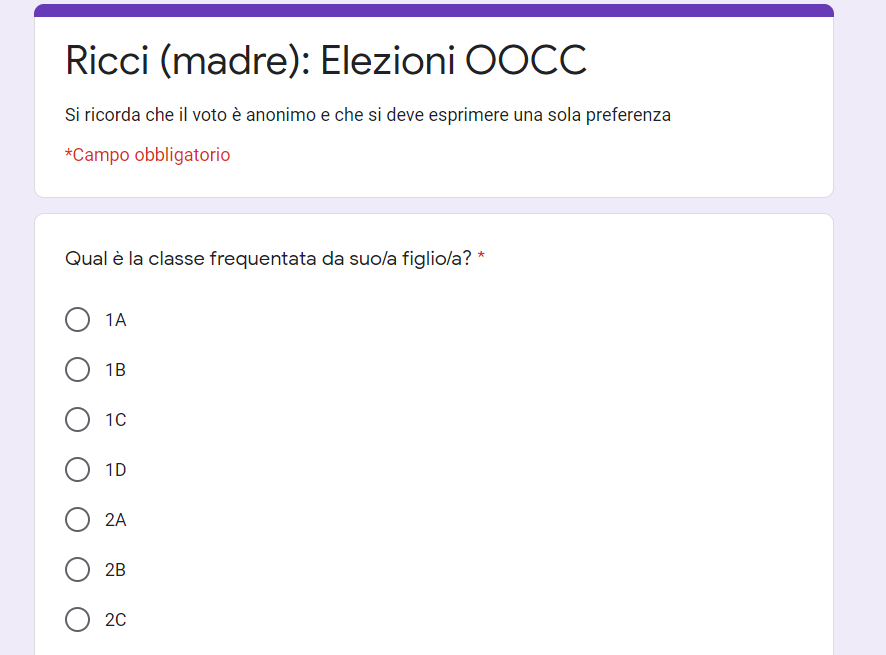 Ricci (madre): Elezioni OOCC
Si ricorda che il voto è anonimo e che si deve esprimere una sola preferenza
*Campo obbligatorio
Qual è la classe frequentata da suo/a figlio/a? *
1A
1B
1C
1D
2A
2B
2C